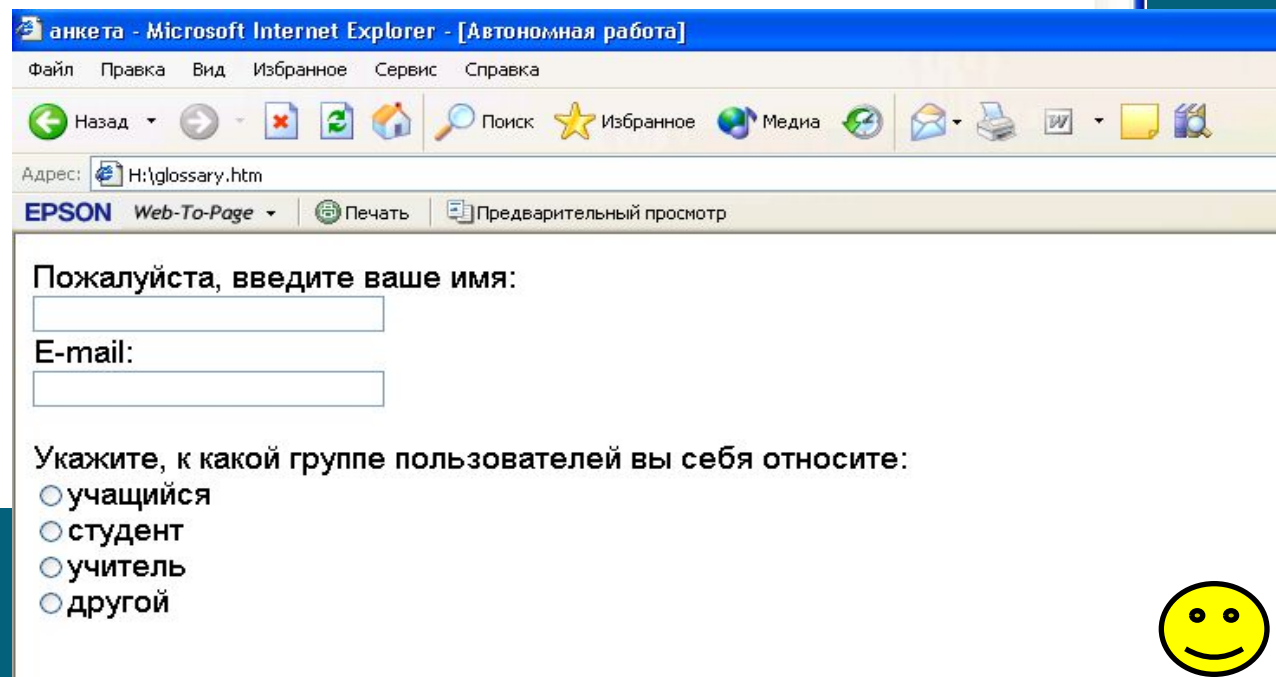 анкета - Microsoft Internet Explorer - [Автономная работа]
Файл Правка Вид Избранное Сервис Справка
Назад Поиск Избранное Медиа W
Адрес: H:\glossary.htm
EPSON Web-To-Page Печать Предварительный просмотр
Пожалуйста, введите ваше имя:
E-mail:
Укажите, к какой группе пользователей вы себя относите:
учащийся
студент
учитель
другой